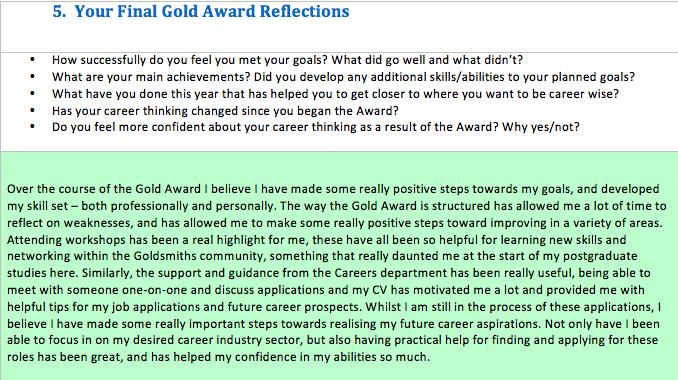 5. Your Final Gold Award Reflections
• How successfully do you feel you met your goals? What did go well and what didn't?
• What are your main achievements? Did you develop any additional skills/abilities to your planned goals?
• What have you done this year that has helped you to get closer to where you want to be career wise?
• Has your career thinking changed since you began the Award?
• Do you feel more confident about your career thinking as a result of the Award? Why yes/not?
Over the course of the Gold Award I believe I have made some really positive steps towards my goals, and developed
my skill set – both professionally and personally. The way the Gold Award is structured has allowed me a lot of time to
reflect on weaknesses, and has allowed me to make some really positive steps toward improving in a variety of areas.
Attending workshops has been a real highlight for me, these have all been so helpful for learning new skills and
networking within the Goldsmiths community, something that really daunted me at the start of my postgraduate
studies here. Similarly, the support and guidance from the Careers department has been really useful, being able to
meet with someone one-on-one and discuss applications and my CV has motivated me a lot and provided me with
helpful tips for my job applications and future career prospects. Whilst I am still in the process of these applications, I
believe I have made some really important steps towards realising my future career aspirations. Not only have I been
able to focus in on my desired career industry sector, but also having practical help for finding and applying for these
roles has been great, and has helped my confidence in my abilities so much.